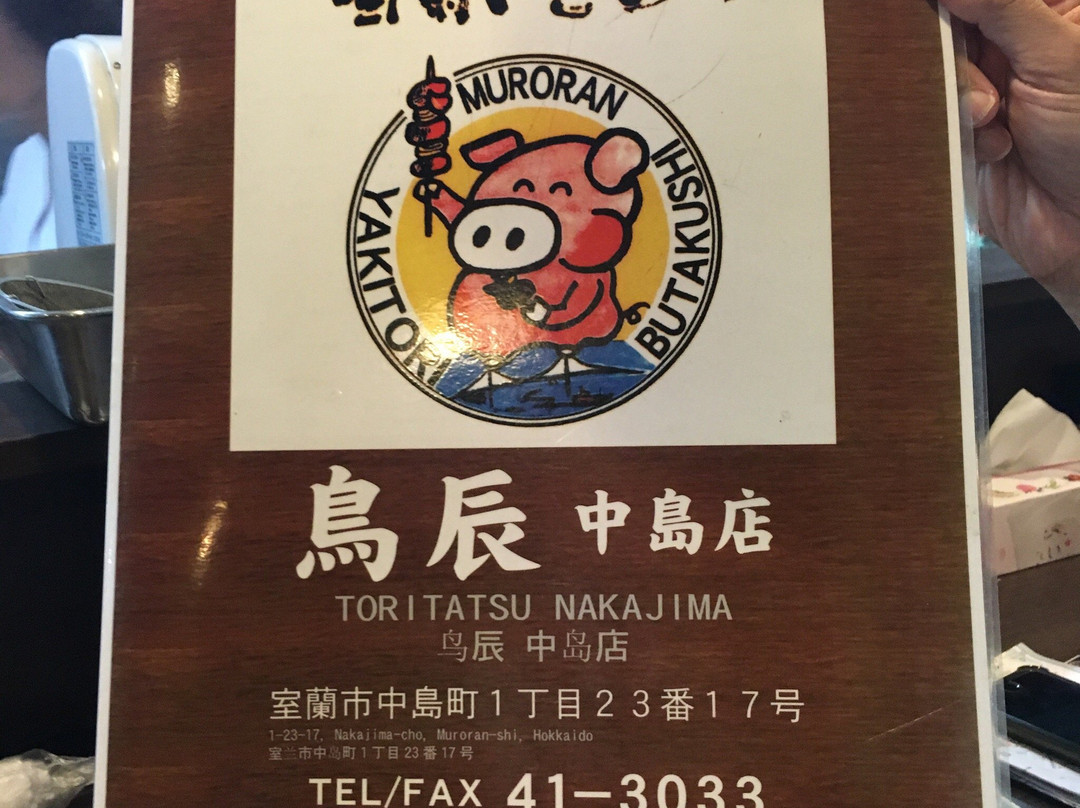 MURORAN
YAKITORI
BUTAKUSHI
鳥辰 中島店
TORITATSU NAKAJIMA
鸟辰 中岛店
室蘭市中島町1丁目23番17号
1-23-17, Nakajima-cho, Muroran-shi, Hokkaido
室兰市中岛町1丁目23番17号
TEL/FAX 41-3033